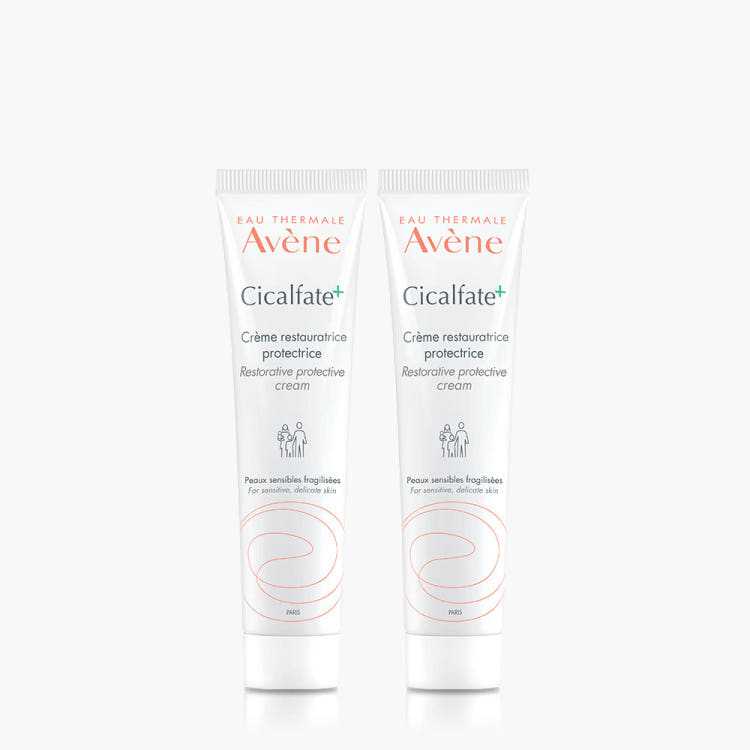 EAU THERMALE
Avène
Cicalfate+
Crème restauratrice
protectrice
Restorative protective
cream
Peaux sensibles fragilisées
For sensitive, delicate skin
PARIS
EAU THERMALE
Avène
Cicalfate+
Crème restauratrice
protectrice
Restorative protective
cream
Peaux sensibles fragilisées
For sensitive, delicate skin
PARIS